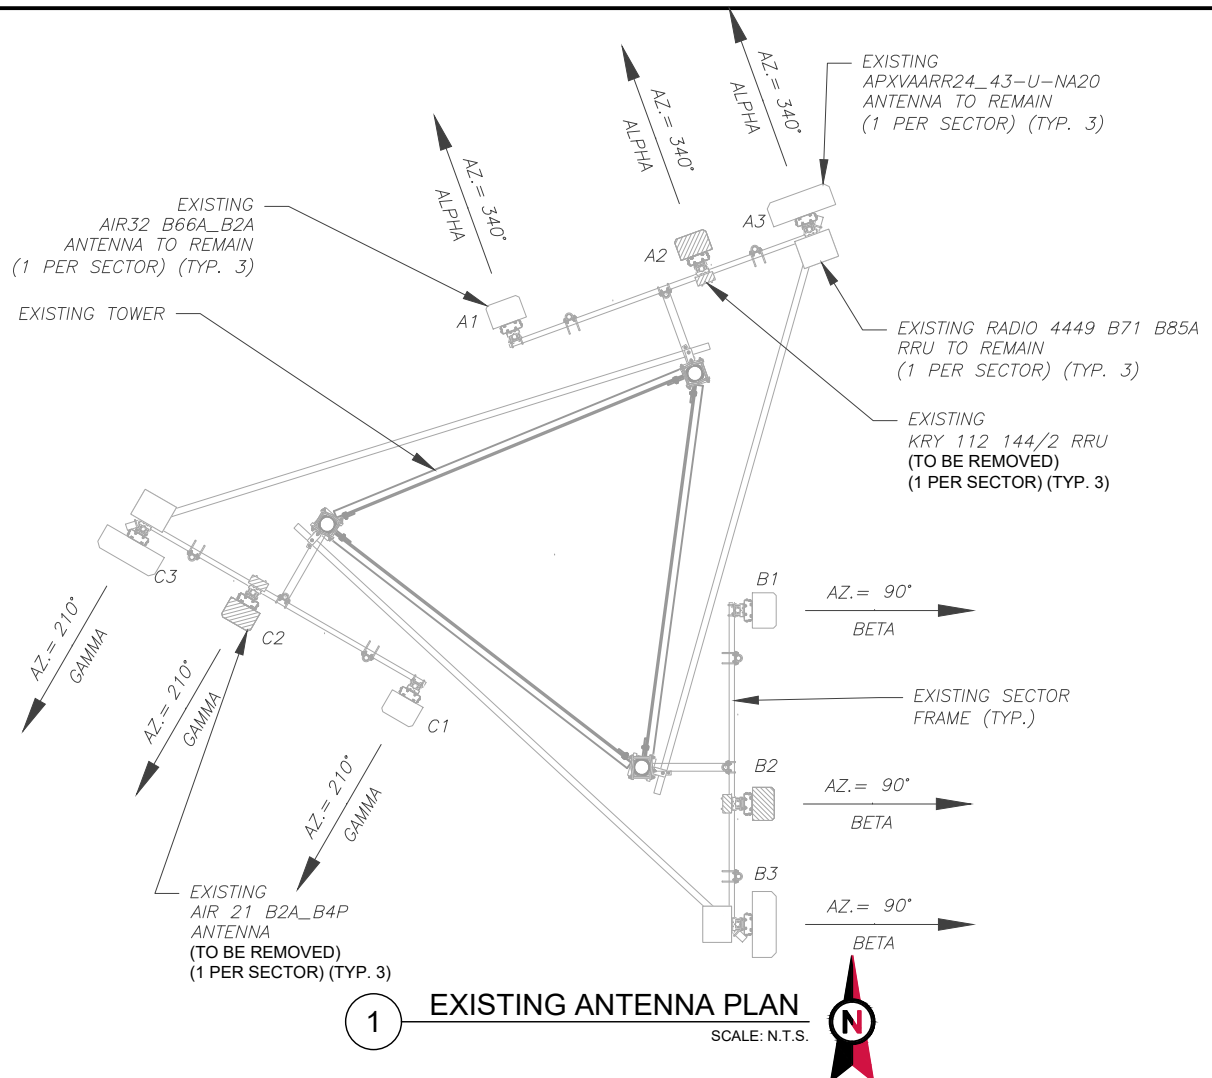 AZ.= 340°
ALPHA
AZ.= 340°
ALPHA
AZ.= 340°
ALPHA
EXISTING
APXVAARR24_43-U-NA20
ANTENNA TO REMAIN
(1 PER SECTOR) (TYP. 3)
EXISTING
AIR32 B66A_B2A
ANTENNA TO REMAIN
(1 PER SECTOR) (TYP. 3)
EXISTING TOWER
A1
A2
A3
EXISTING RADIO 4449 B71 B85A
RRU TO REMAIN
(1 PER SECTOR) (TYP. 3)
EXISTING
KRY 112 144/2 RRU
(TO BE REMOVED)
(1 PER SECTOR) (TYP. 3)
C3
C2
C1
AZ.= 210°
GAMMA
AZ.= 210°
GAMMA
AZ.= 210°
GAMMA
B1
AZ.= 90°
BETA
EXISTING SECTOR
FRAME (TYP.)
B2
AZ.= 90°
BETA
B3
AZ.= 90°
BETA
EXISTING
AIR 21 B2A_B4P
ANTENNA
(TO BE REMOVED)
(1 PER SECTOR) (TYP. 3)
1
EXISTING ANTENNA PLAN
SCALE: N.T.S.
N